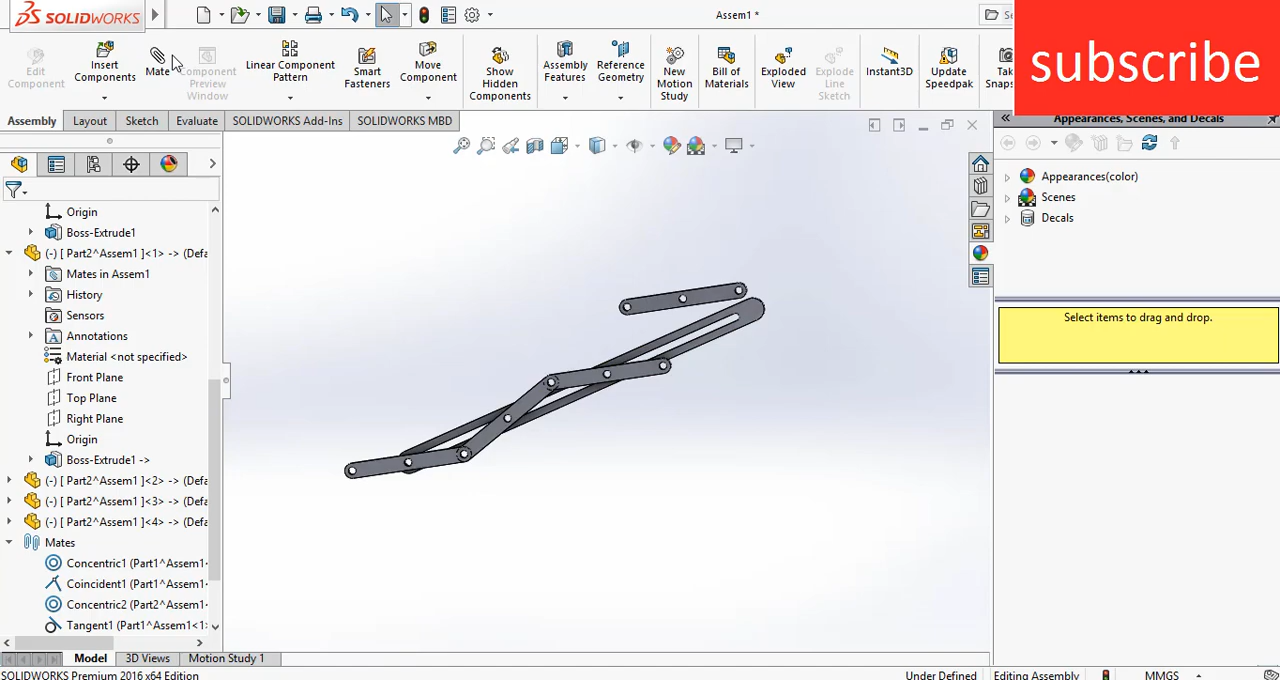 SOLIDWORKS
Assem1 *
subscribe
Edit Component
Insert Components
Mate
Component Preview Window
Linear Component Pattern
Smart Fasteners
Move Component
Show Hidden Components
Assembly Features
Reference Geometry
New Motion Study
Bill of Materials
Exploded View
Explode Line Sketch
Instant3D
Update Speedpak
Assembly
Layout
Sketch
Evaluate
SOLIDWORKS Add-Ins
SOLIDWORKS MBD
Appearances, Scenes, and Decals
Origin
Boss-Extrude1
(-) [ Part2^Assem1 ]<1> -> (Defa
Mates in Assem1
History
Sensors
Annotations
Material <not specified>
Front Plane
Top Plane
Right Plane
Origin
Boss-Extrude1 ->
(-) [ Part2^Assem1 ]<2> -> (Defa
(-) [ Part2^Assem1 ]<3> -> (Defa
(-) [ Part2^Assem1 ]<4> -> (Defa
Mates
Concentric1 (Part1^Assem1
Coincident1 (Part1^Assem1
Concentric2 (Part2^Assem1
Tangent1 (Part1^Assem1<1
Appearances(color)
Scenes
Decals
Select items to drag and drop.
Model
3D Views
Motion Study 1
SOLIDWORKS Premium 2016 x64 Edition
Under Defined
Editing Assembly
MMGS